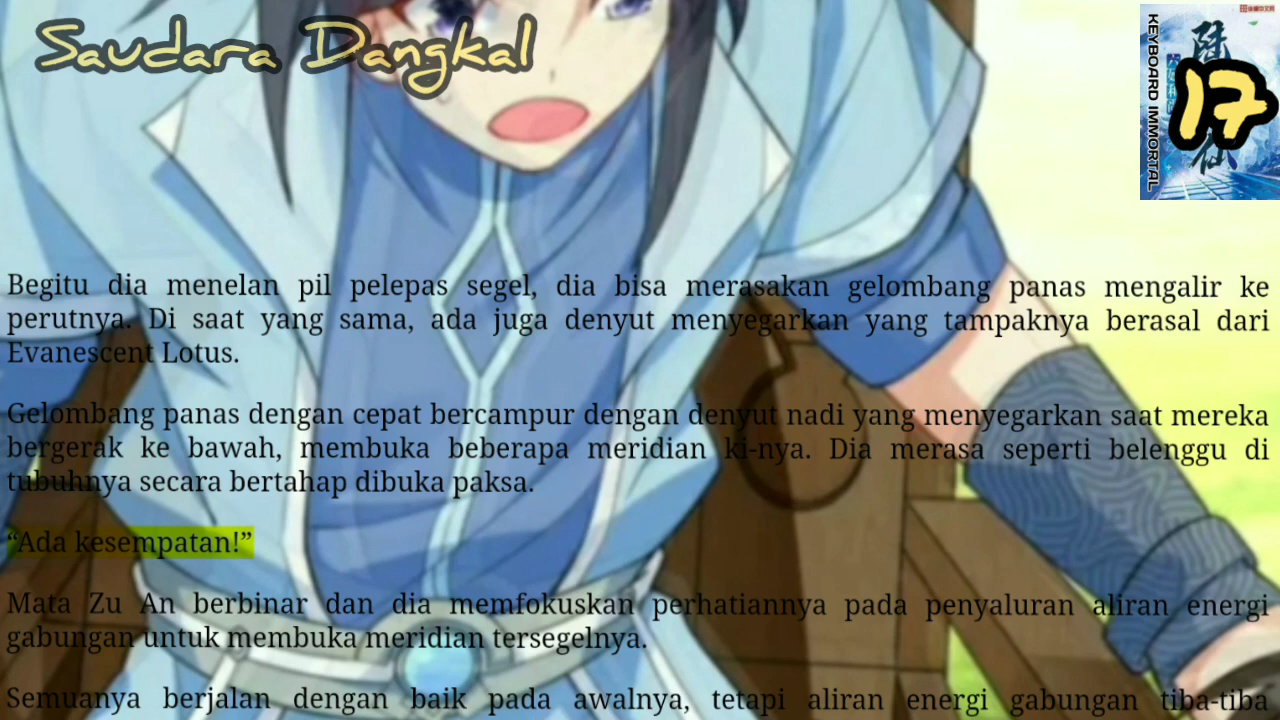 Saudara Dangkal
KEYBOARD IMMORTAL
17
Begitu dia menelan pil pelepas segel, dia bisa merasakan gelombang panas mengalir ke
perutnya. Di saat yang sama, ada juga denyut menyegarkan yang tampaknya berasal dari
Evanescent Lotus.
Gelombang panas dengan cepat bercampur dengan denyut nadi yang menyegarkan saat mereka
bergerak ke bawah, membuka beberapa meridian ki-nya. Dia merasa seperti belenggu di
tubuhnya secara bertahap dibuka paksa.
“Ada kesempatan!”
Mata Zu An berbinar dan dia memfokuskan perhatiannya pada penyaluran aliran energi
gabungan untuk membuka meridian tersegelnya.
Semuanya berjalan dengan baik pada awalnya, tetapi aliran energi gabungan tiba-tiba